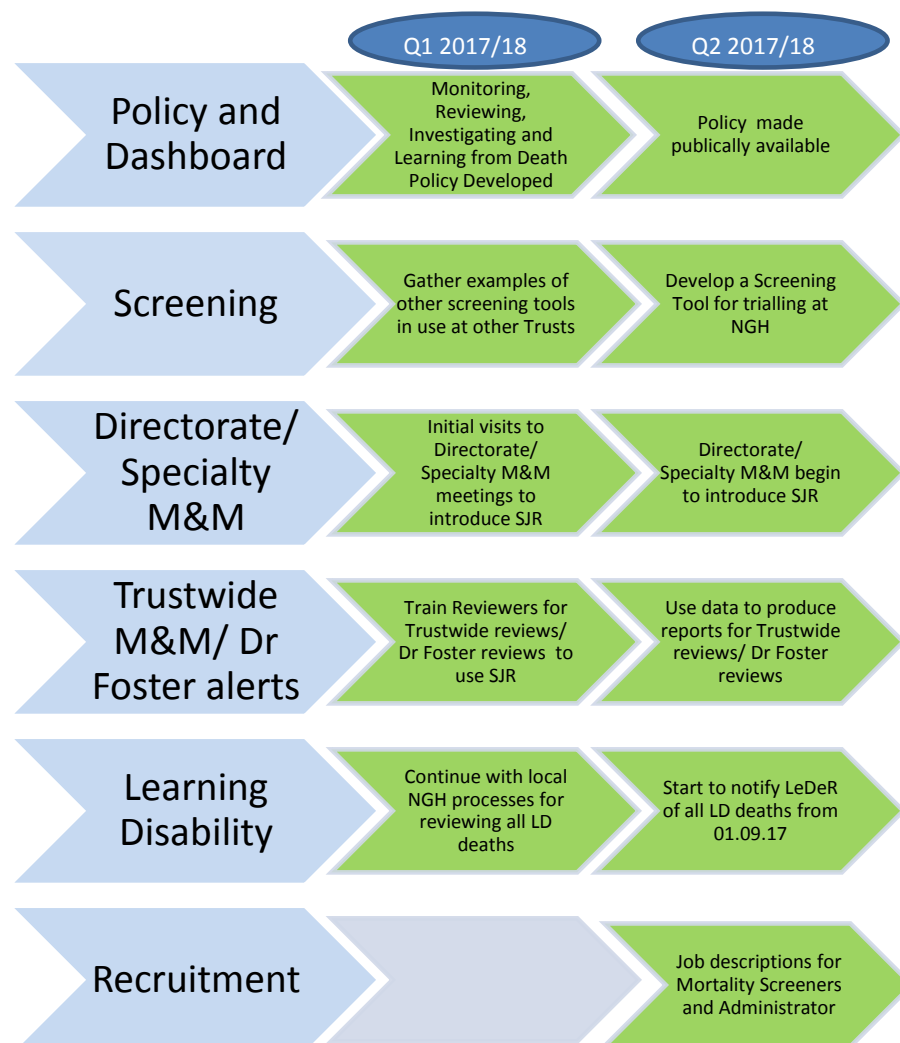 Q1 2017/18
Q2 2017/18
Policy and
Dashboard
Monitoring,
Reviewing,
Investigating and
Learning from Death
Policy Developed
Policy  made
publically available
Screening
Gather examples of
other screening tools
in use at other Trusts
Develop a Screening
Tool for trialling at
NGH
Directorate/
Specialty
M&M
Initial visits to
Directorate/
Specialty M&M
meetings to
introduce SJR
Directorate/
Specialty M&M begin
to introduce SJR
Trustwide
M&M/ Dr
Foster alerts
Train Reviewers for
Trustwide reviews/
Dr Foster reviews  to
use SJR
Use data to produce
reports for Trustwide
reviews/ Dr Foster
reviews
Learning
Disability
Continue with local
NGH processes for
reviewing all LD
deaths
Start to notify LeDeR
of all LD deaths from
01.09.17
Recruitment
Job descriptions for
Mortality Screeners
and Administrator